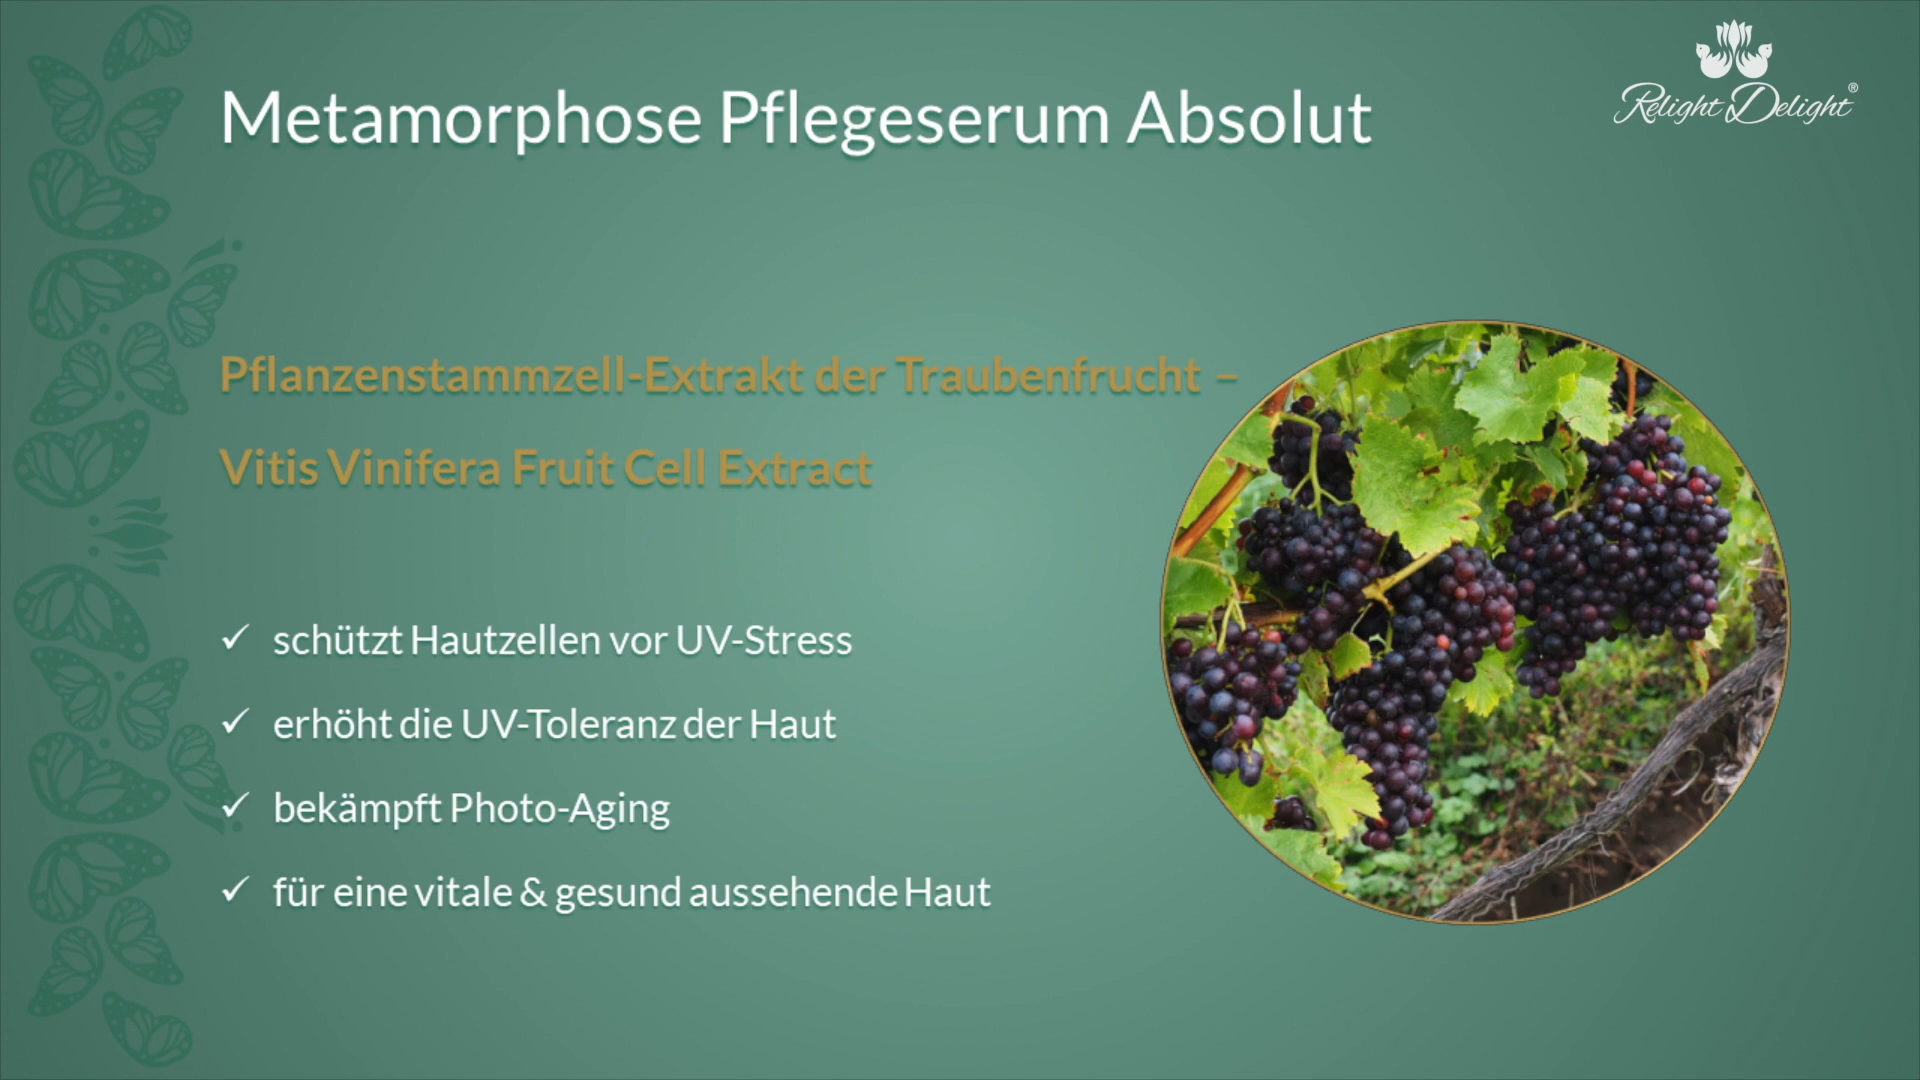 Metamorphose Pflegeserum Absolut
Relight Delight®
Pflanzenstammzell-Extrakt der Traubenfrucht –
Vitis Vinifera Fruit Cell Extract
✓ schützt Hautzellen vor UV-Stress
✓ erhöht die UV-Toleranz der Haut
✓ bekämpft Photo-Aging
✓ für eine vitale & gesund aussehende Haut